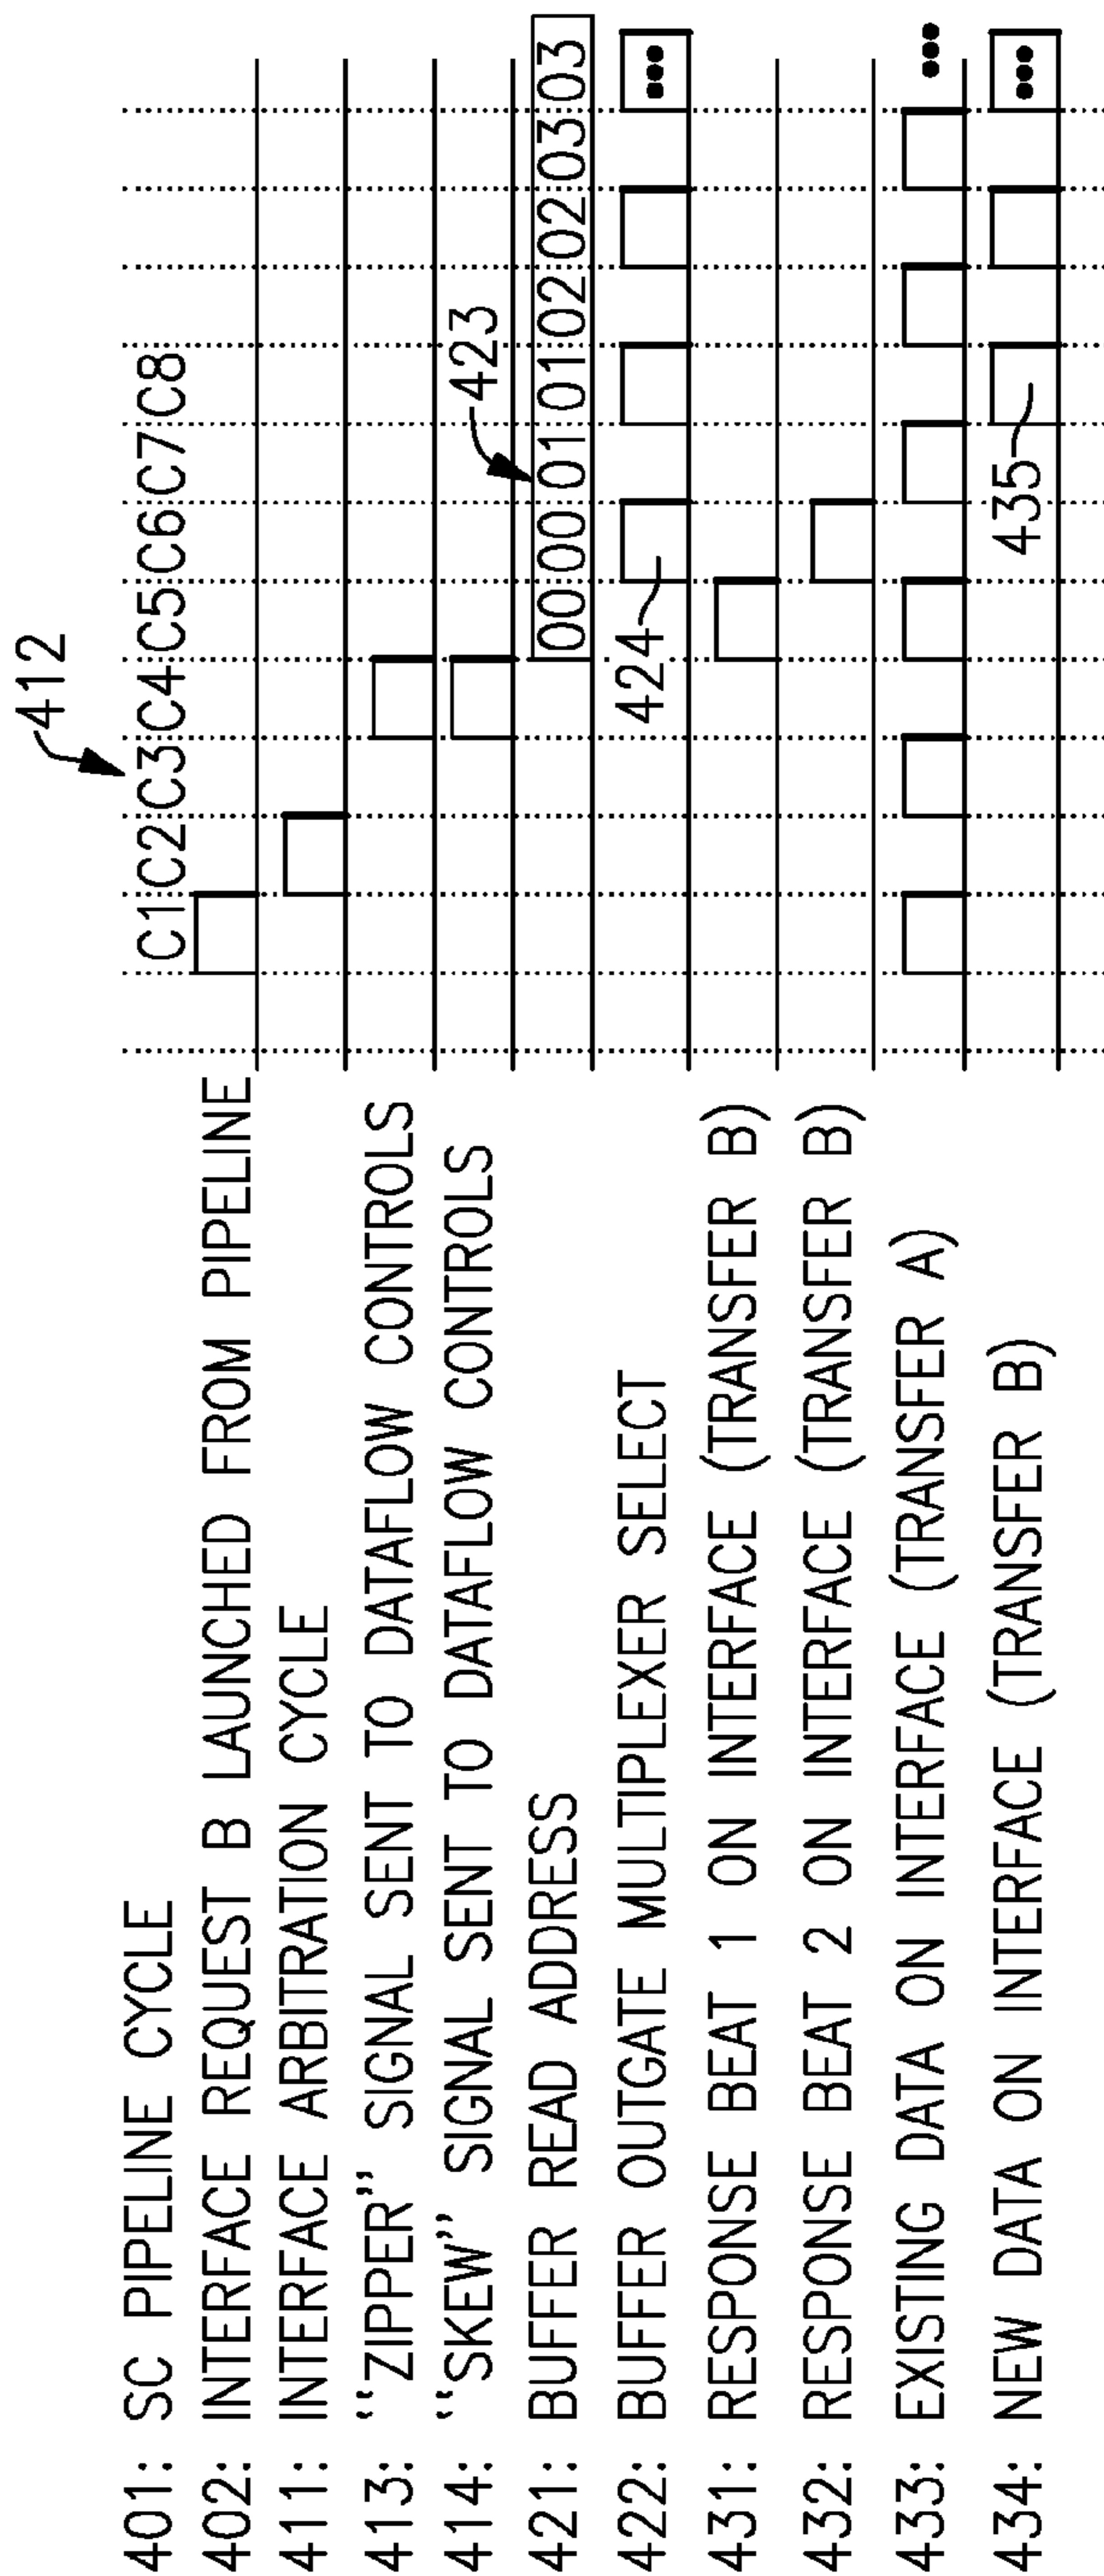 412
401: SC PIPELINE CYCLE C1 C2 C3 C4 C5 C6 C7 C8
402: INTERFACE REQUEST B LAUNCHED FROM PIPELINE
411: INTERFACE ARBITRATION CYCLE
413: "ZIPPER" SIGNAL SENT TO DATAFLOW CONTROLS
414: "SKEW" SIGNAL SENT TO DATAFLOW CONTROLS
423
421: BUFFER READ ADDRESS 00 00 01 01 02 02 03 03
422: BUFFER OUTGATE MULTIPLEXER SELECT
424
431: RESPONSE BEAT 1 ON INTERFACE (TRANSFER B)
432: RESPONSE BEAT 2 ON INTERFACE (TRANSFER B)
433: EXISTING DATA ON INTERFACE (TRANSFER A)
434: NEW DATA ON INTERFACE (TRANSFER B)
435